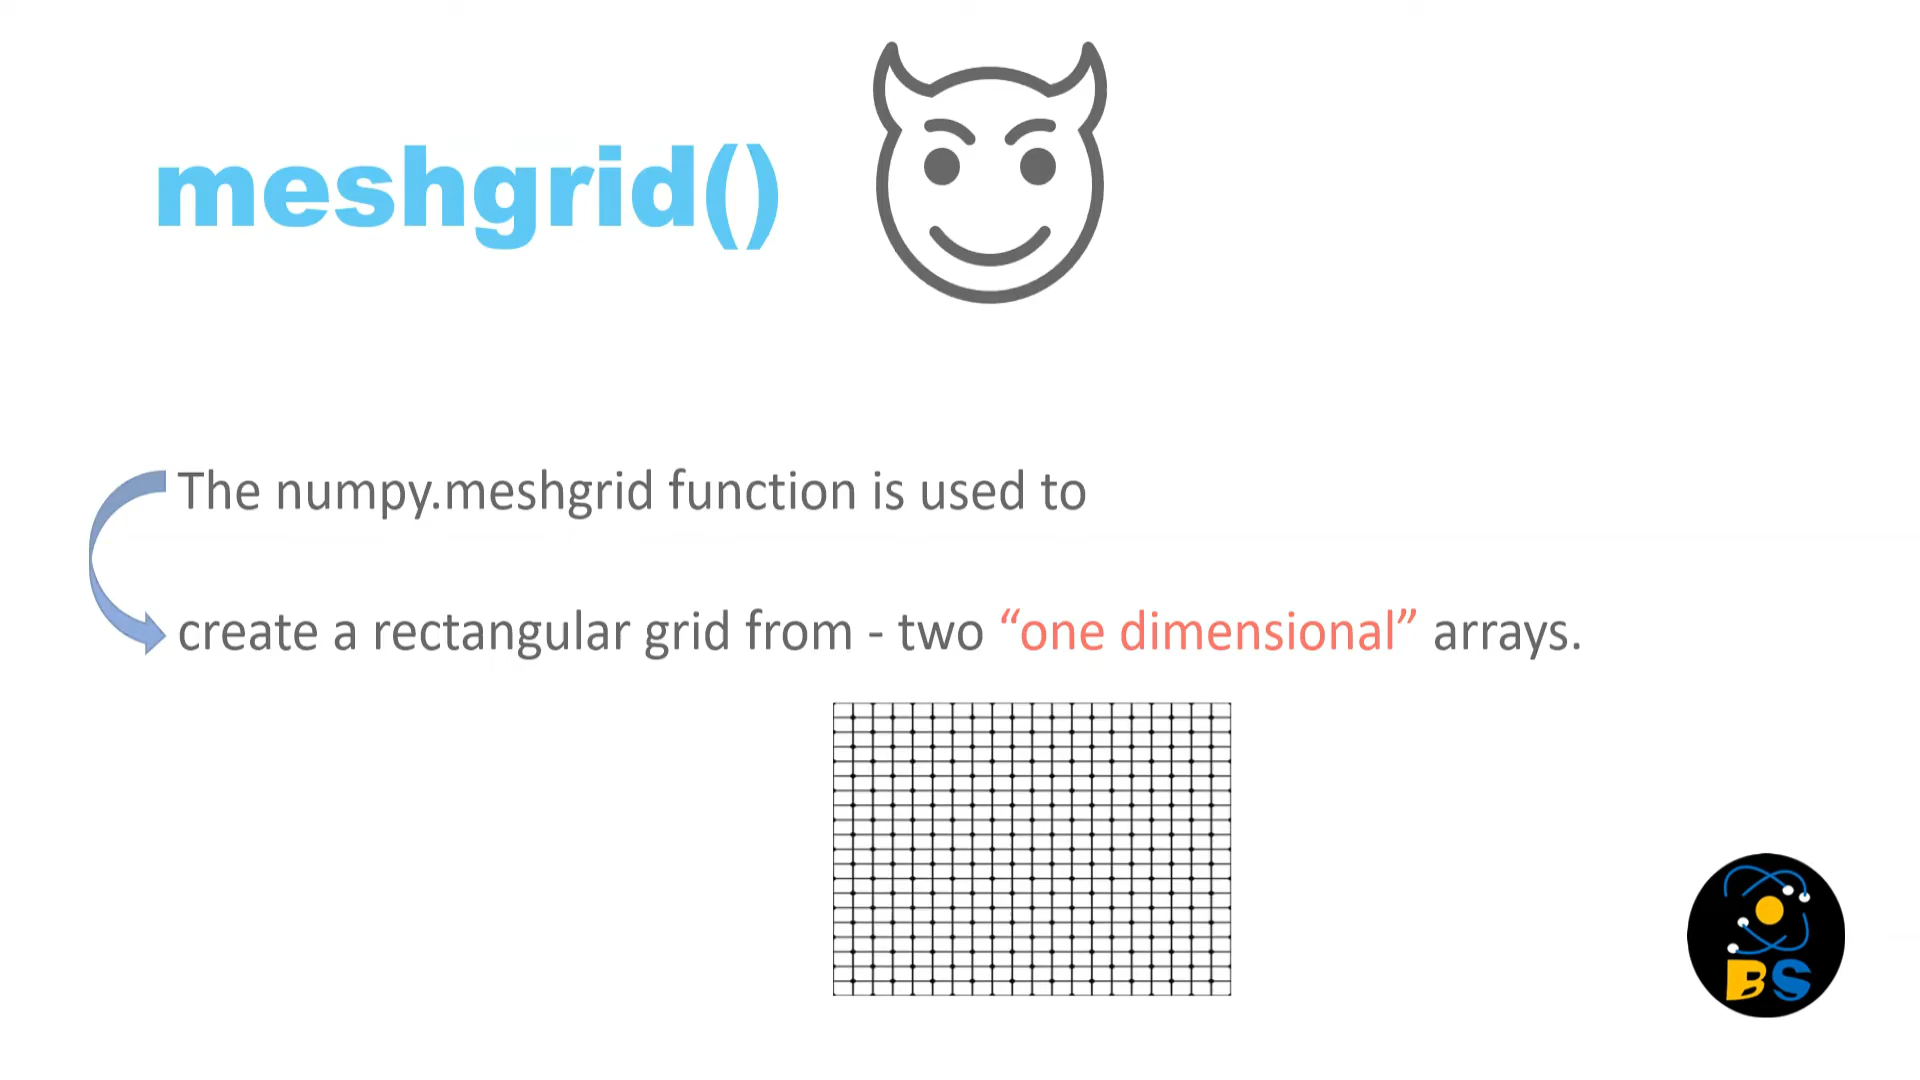 meshgrid()
The numpy.meshgrid function is used to
create a rectangular grid from - two “one dimensional” arrays.
BS